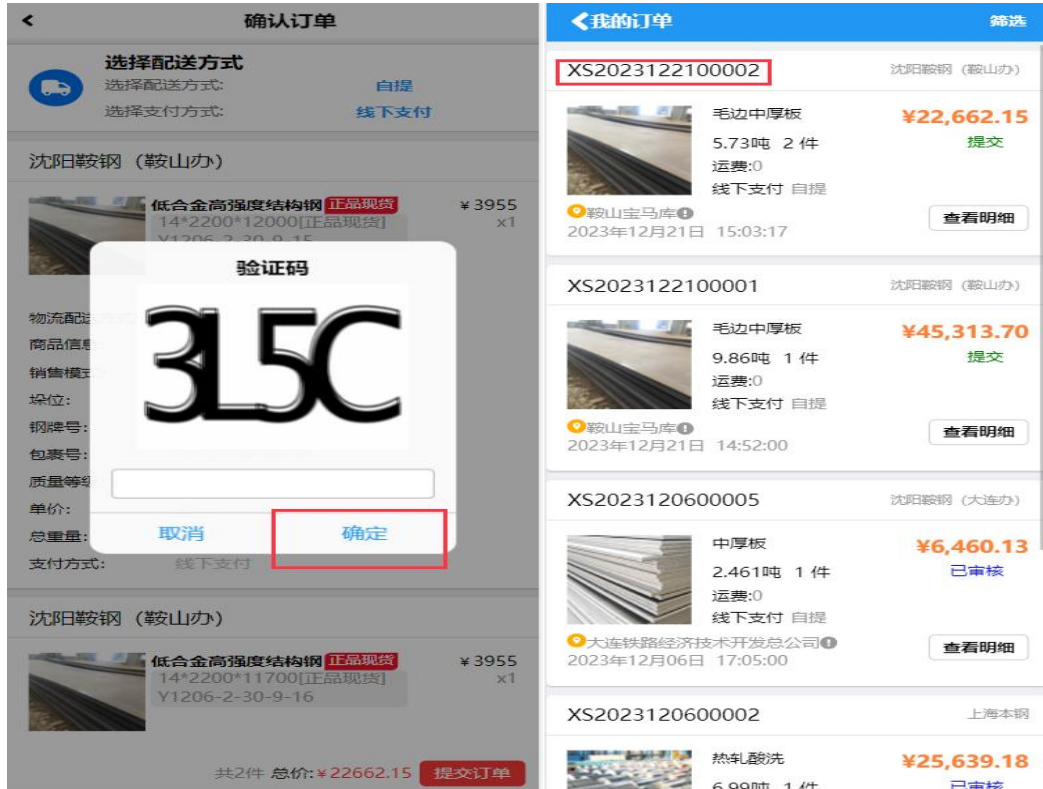 确认订单
选择配送方式
选择配送方式: 自提
选择支付方式: 线下支付
沈阳鞍钢（鞍山办）
低合金高强度结构钢 正品现货 ¥3955
14*2200*12000[正品现货] x1
Y1206-2-30-9-15
验证码
3L5C
物流配送
商品信息
销售模式
垛位:
钢牌号:
包裹号:
质量等级
单价:
取消 确定
总重量:
支付方式: 线下支付
沈阳鞍钢（鞍山办）
低合金高强度结构钢 正品现货 ¥3955
14*2200*11700[正品现货] x1
Y1206-2-30-9-16
共2件 总价:¥22662.15 提交订单
我的订单 筛选
XS2023122100002 沈阳鞍钢（鞍山办）
毛边中厚板 ¥22,662.15
5.73吨 2 件 提交
运费:0
线下支付 自提
鞍山宝马库
查看明细
2023年12月21日 15:03:17
XS2023122100001 沈阳鞍钢（鞍山办）
毛边中厚板 ¥45,313.70
9.86吨 1 件 提交
运费:0
线下支付 自提
鞍山宝马库
查看明细
2023年12月21日 14:52:00
XS2023120600005 沈阳鞍钢（大连办）
中厚板 ¥6,460.13
2.461吨 1 件 已审核
运费:0
线下支付 自提
大连铁路经济技术开发总公司
查看明细
2023年12月06日 17:05:00
XS2023120600002 上海本钢
热轧酸洗 ¥25,639.18
6.99吨 1 件 已审核